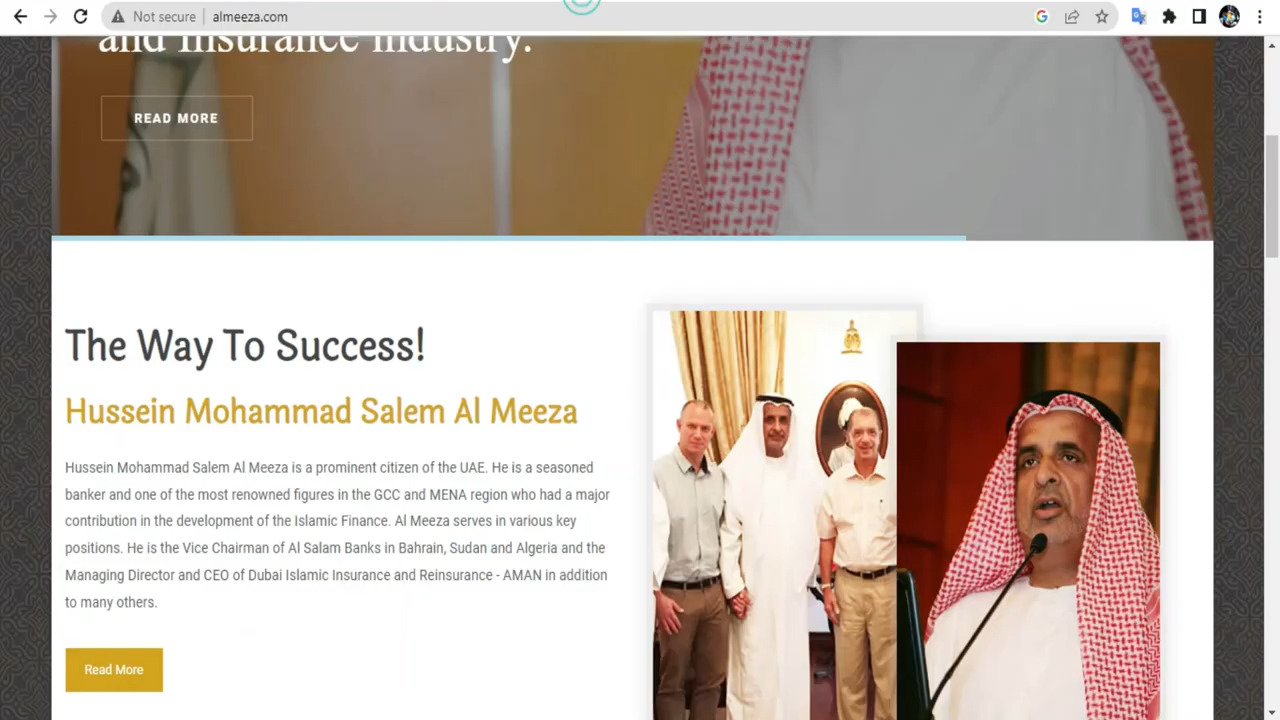 Not secure
almeeza.com
and Insurance Industry.
READ MORE
The Way To Success!
Hussein Mohammad Salem Al Meeza
Hussein Mohammad Salem Al Meeza is a prominent citizen of the UAE. He is a seasoned
banker and one of the most renowned figures in the GCC and MENA region who had a major
contribution in the development of the Islamic Finance. Al Meeza serves in various key
positions. He is the Vice Chairman of Al Salam Banks in Bahrain, Sudan and Algeria and the
Managing Director and CEO of Dubai Islamic Insurance and Reinsurance - AMAN in addition
to many others.
Read More